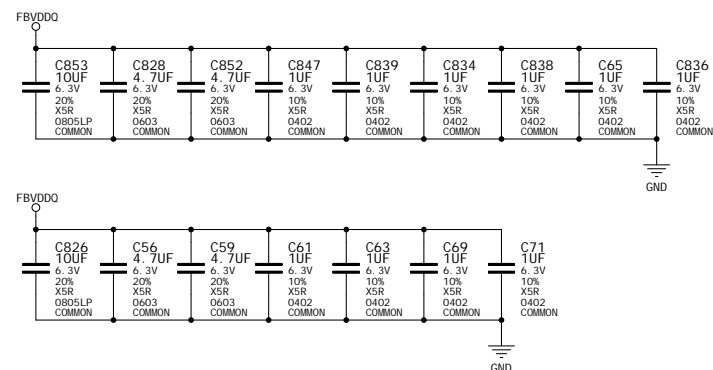 FBVDDQ
C853
10UF
6.3V
20%
X5R
0805LP
COMMON
C828
4.7UF
6.3V
20%
X5R
0603
COMMON
C852
4.7UF
6.3V
20%
X5R
0603
COMMON
C847
1UF
6.3V
10%
X5R
0402
COMMON
C839
1UF
6.3V
10%
X5R
0402
COMMON
C834
1UF
6.3V
10%
X5R
0402
COMMON
C838
1UF
6.3V
10%
X5R
0402
COMMON
C65
1UF
6.3V
10%
X5R
0402
COMMON
C836
1UF
6.3V
10%
X5R
0402
COMMON
GND
FBVDDQ
C826
10UF
6.3V
20%
X5R
0805LP
COMMON
C56
4.7UF
6.3V
20%
X5R
0603
COMMON
C59
4.7UF
6.3V
20%
X5R
0603
COMMON
C61
1UF
6.3V
10%
X5R
0402
COMMON
C63
1UF
6.3V
10%
X5R
0402
COMMON
C69
1UF
6.3V
10%
X5R
0402
COMMON
C71
1UF
6.3V
10%
X5R
0402
COMMON
GND